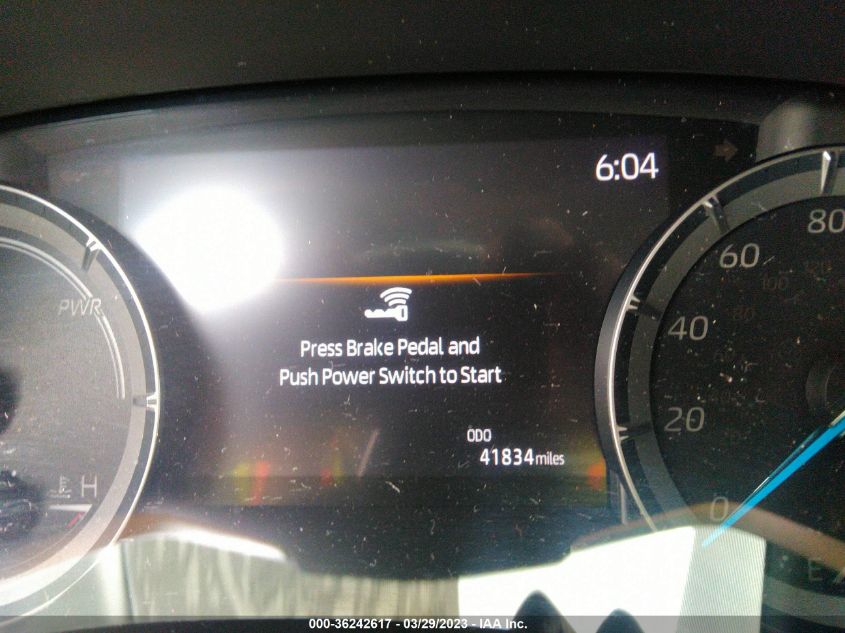 6:04
PWR
Press Brake Pedal and
Push Power Switch to Start
ODO
41834 miles
H
80
60
40
20
0
E
000-36242617 - 03/29/2023 - IAA Inc.